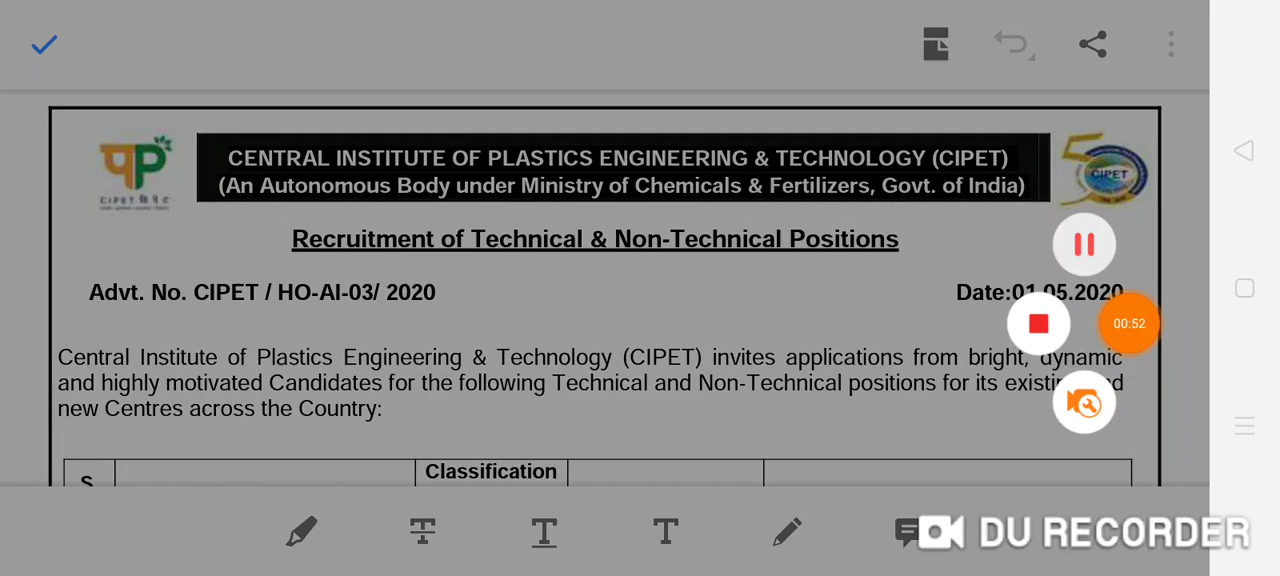 CENTRAL INSTITUTE OF PLASTICS ENGINEERING & TECHNOLOGY (CIPET)
(An Autonomous Body under Ministry of Chemicals & Fertilizers, Govt. of India)
CIPET
Recruitment of Technical & Non-Technical Positions
Advt. No. CIPET / HO-AI-03/ 2020
Date:01.05.2020
00:52
Central Institute of Plastics Engineering & Technology (CIPET) invites applications from bright, dynamic
and highly motivated Candidates for the following Technical and Non-Technical positions for its
new Centres across the Country:
Classification
S
DU RECORDER